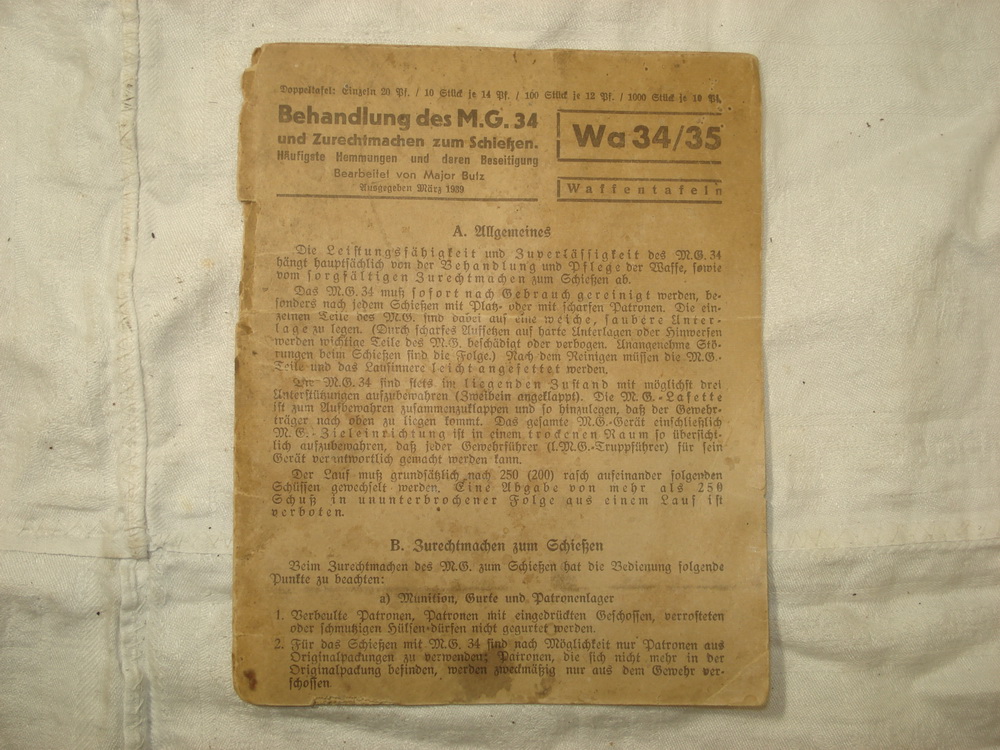 Doppeltafel: Einzeln 20 Pf. / 10 Stück je 14 Pf. / 100 Stück je 12 Pf. / 1000 Stück je 10 Pf.
Behandlung des M.G. 34
und Zurechtmachen zum Schießen.
Häufigste Hemmungen und deren Beseitigung
Bearbeitet von Major Butz
Ausgegeben März 1939
Wa 34/35
Waffentafeln
A. Allgemeines
Die Leistungsfähigkeit und Zuverlässigkeit des M.G. 34
hängt hauptsächlich von der Behandlung und Pflege der Waffe, sowie
vom sorgfältigen Zurechtmachen zum Schießen ab.
Das M.G. 34 muß sofort nach Gebrauch gereinigt werden, be-
sonders nach jedem Schießen mit Platz- oder mit scharfen Patronen. Die ein-
zelnen Teile des M.G. sind dabei auf eine weiche, saubere Unter-
lage zu legen. (Durch scharfes Aufsetzen auf harte Unterlagen oder Hinwerfen
werden wichtige Teile des M.G. beschädigt oder verbogen. Unangenehme Stö-
rungen beim Schießen sind die Folge.) Nach dem Reinigen müssen die M.G.-
Teile und das Laufinnere leicht angefettet werden.
M.G. 34 sind stets im liegenden Zustand mit möglichst drei
Unterstützungen aufzubewahren (Zweibein angeklappt). Die M.G.-Lafette
ist zum Aufbewahren zusammenzuklappen und so hinzulegen, daß der Gewehr-
träger nach oben zu liegen kommt. Das gesamte M.G.-Gerät einschließlich
M.G.-Zieleinrichtung ist in einem trockenen Raum so übersicht-
lich aufzubewahren, daß jeder Gewehrführer (l.M.G.-Truppführer) für sein
Gerät verantwortlich gemacht werden kann.
Der Lauf muß grundsätzlich nach 250 (200) rasch aufeinander folgenden
Schüssen gewechselt werden. Eine Abgabe von mehr als 250
Schuß in ununterbrochener Folge aus einem Lauf ist
verboten.
B. Zurechtmachen zum Schießen
Beim Zurechtmachen des M.G. zum Schießen hat die Bedienung folgende
Punkte zu beachten:
a) Munition, Gurte und Patronenlager
1. Verbeulte Patronen, Patronen mit eingedrückten Geschossen, verrosteten
oder schmutzigen Hülsen dürfen nicht gegurtet werden.
2. Für das Schießen mit M.G. 34 sind nach Möglichkeit nur Patronen aus
Originalpackungen zu verwenden; Patronen, die sich nicht mehr in der
Originalpackung befinden, werden zweckmäßig nur aus dem Gewehr ver-
schossen.